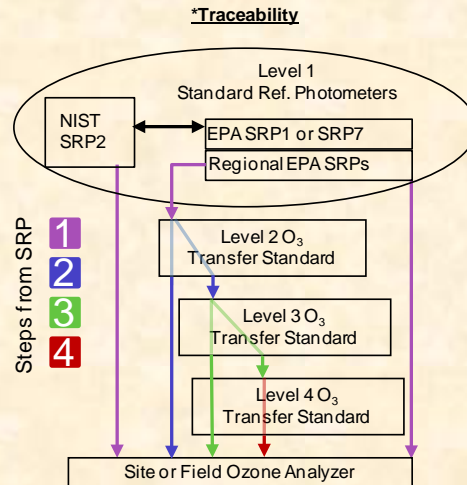 *Traceability
Level 1
Standard Ref. Photometers
NIST
SRP2
EPA SRP1 or SRP7
Regional EPA SRPs
Steps from SRP
1
2
3
4
Level 2 O3
Transfer Standard
Level 3 O3
Transfer Standard
Level 4 O3
Transfer Standard
Site or Field Ozone Analyzer